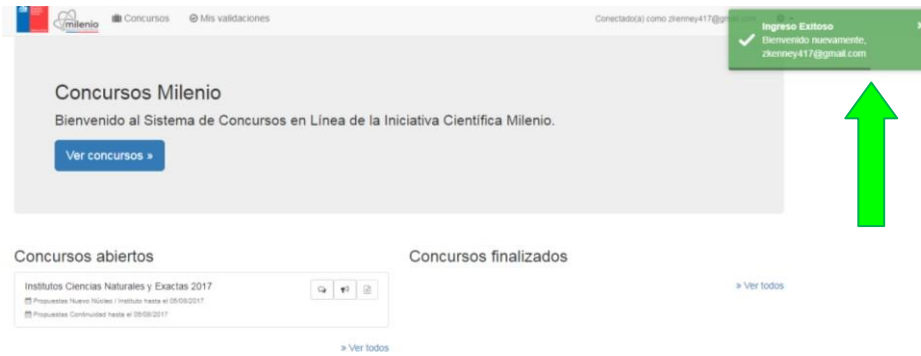 milenio
Concursos
Mis validaciones
Conectado(a) como zkenney417@gm
Ingreso Exitoso
Bienvenido nuevamente,
zkenney417@gmail.com
Concursos Milenio
Bienvenido al Sistema de Concursos en Línea de la Iniciativa Científica Milenio.
Ver concursos »
Concursos abiertos
Concursos finalizados
Institutos Ciencias Naturales y Exactas 2017
Propuestas Nuevo Núcleo / Instituto hasta el 05/09/2017
Propuestas Continuidad hasta el 05/09/2017
» Ver todos
» Ver todos